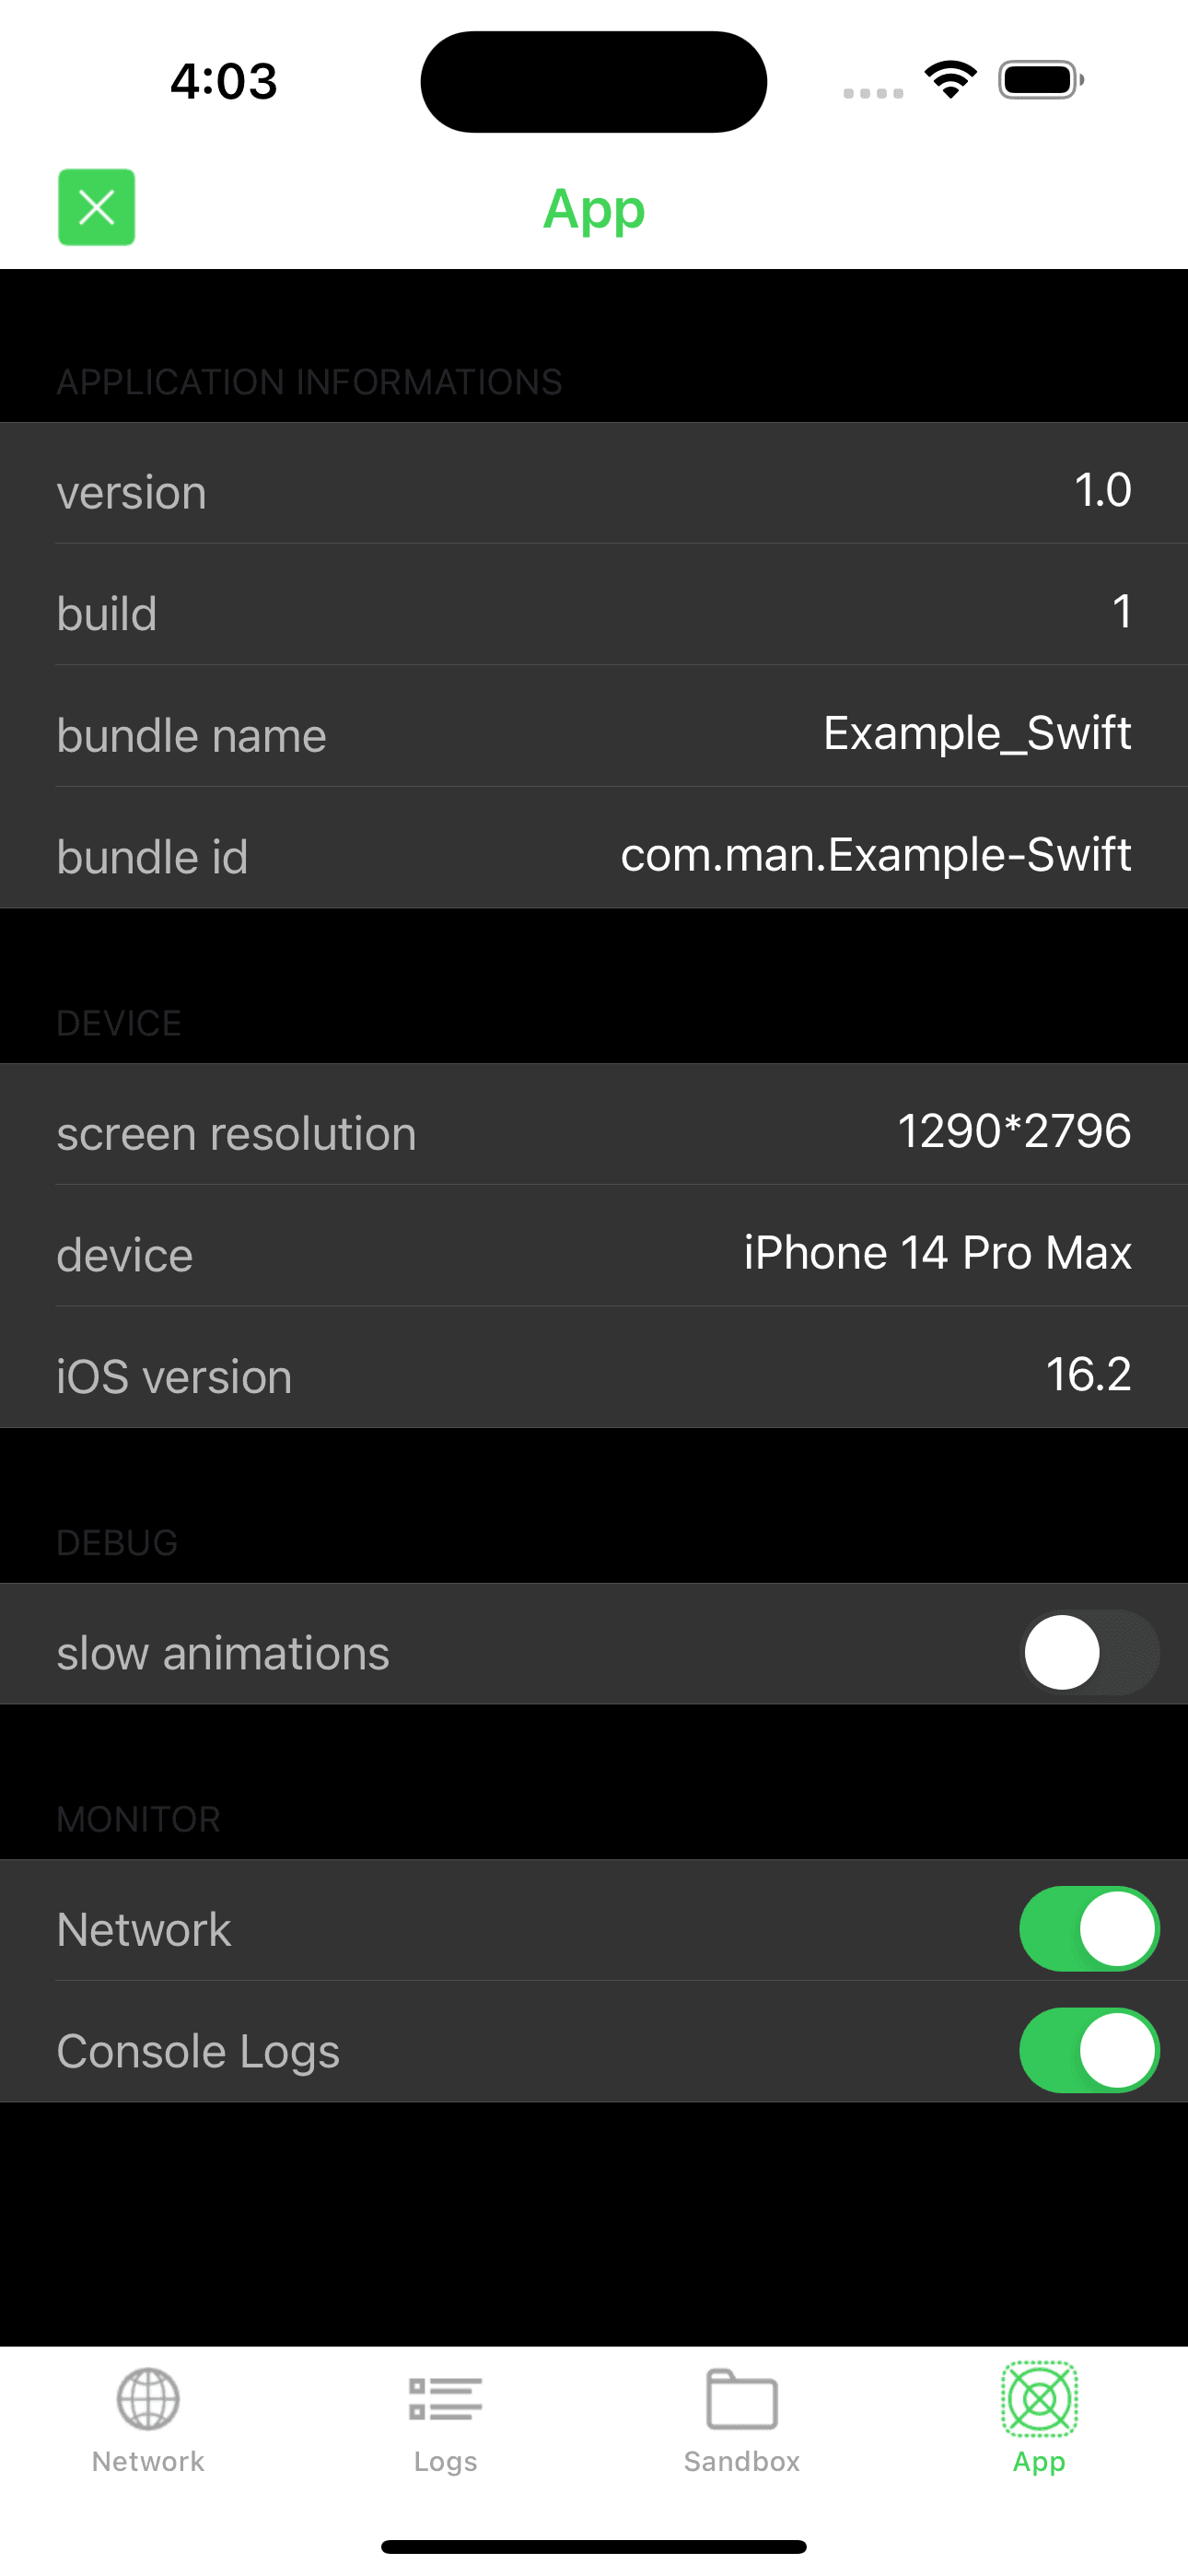 4:03
App
APPLICATION INFORMATIONS
version 1.0
build 1
bundle name Example_Swift
bundle id com.man.Example-Swift
DEVICE
screen resolution 1290*2796
device iPhone 14 Pro Max
iOS version 16.2
DEBUG
slow animations
MONITOR
Network
Console Logs
Network Logs Sandbox App